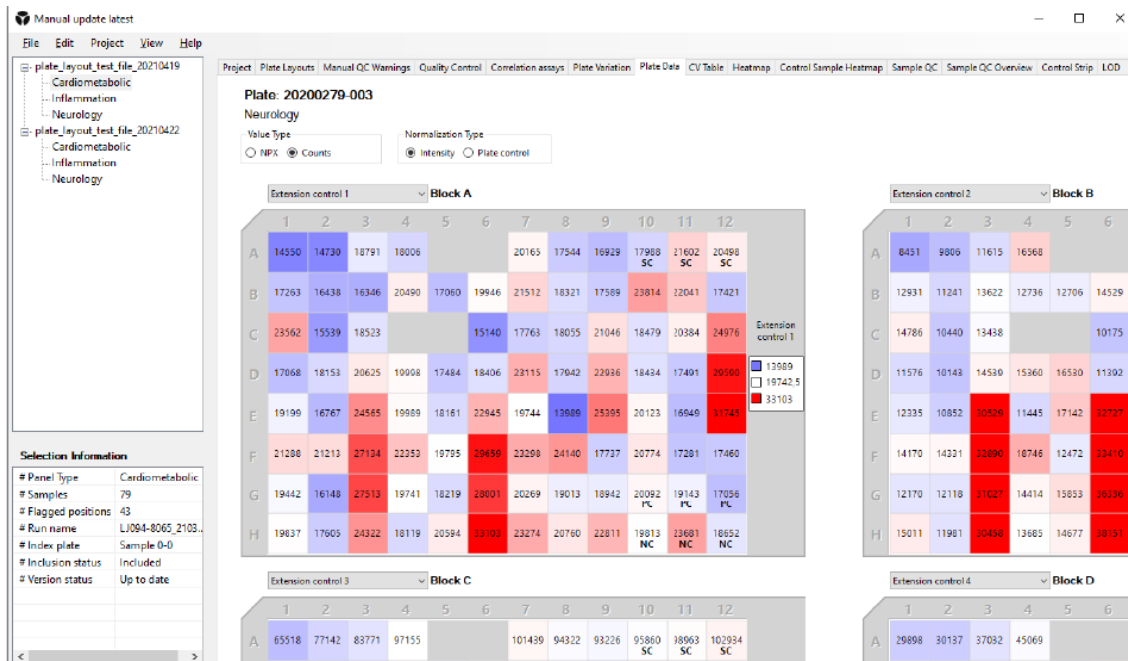 Manual update latest
File Edit Project View Help
plate_layout_test_file_20210419
Cardiometabolic
Inflammation
Neurology
plate_layout_test_file_20210422
Cardiometabolic
Inflammation
Neurology
Selection Information
# Panel Type Cardiometabolic
# Samples 79
# Flagged positions 43
# Run name LJ094-8065_2103..
# Index plate Sample 0-0
# Inclusion status Included
# Version status Up to date
Project Plate Layouts Manual QC Warnings Quality Control Correlation assays Plate Variation Plate Data CV Table Heatmap Control Sample Heatmap Sample QC Sample QC Overview Control Strip LOD
Plate: 20200279-003
Neurology
Value Type Normalization Type
NPX Counts Intensity Plate control
Extension control 1 Block A
1 2 3 4 5 6 7 8 9 10 11 12
A 14550 14730 18791 18006 20165 17544 16929 17988 21602 20498
SC SC SC
B 17263 16438 16346 20490 17060 19946 21512 18321 17589 23814 22041 17421
C 23562 15539 18523 15140 17763 18055 21046 18479 20384 24976
D 17068 18153 20625 19998 17484 18406 23115 17942 22936 18434 17491
E 19199 16767 24565 19989 18161 22945 19744 13989 25395 20123 16949 31745
F 21288 21213 27134 22353 19795 29659 23298 24140 17737 20774 17281 17460
G 19442 16148 27513 19741 18219 28001 20269 19013 18942 20092 19143 17056
PC PC PC
H 19837 17605 24322 18119 20594 33103 23274 20760 22811 19813 23681 18652
NC NC NC
Extension
control 1
13989
19742,5
33103
Extension control 2 Block B
1 2 3 4 5 6
A 8451 9806 11615 16568
B 12931 11241 13622 12736 12706 14529
C 14786 10440 13438 10175
D 11576 10143 14539 15360 16530 11392
E 12335 10852 30529 11445 17142 32727
F 14170 14331 32890 18746 12472 33410
G 12170 12118 31027 14414 15853 36336
H 15011 11981 30458 13685 14677 38151
Extension control 3 Block C
1 2 3 4 5 6 7 8 9 10 11 12
A 65518 77142 83771 97155 101439 94322 93226 95860 98963 102934
SC SC SC
Extension control 4 Block D
1 2 3 4 5 6
A 29898 30137 37032 45069